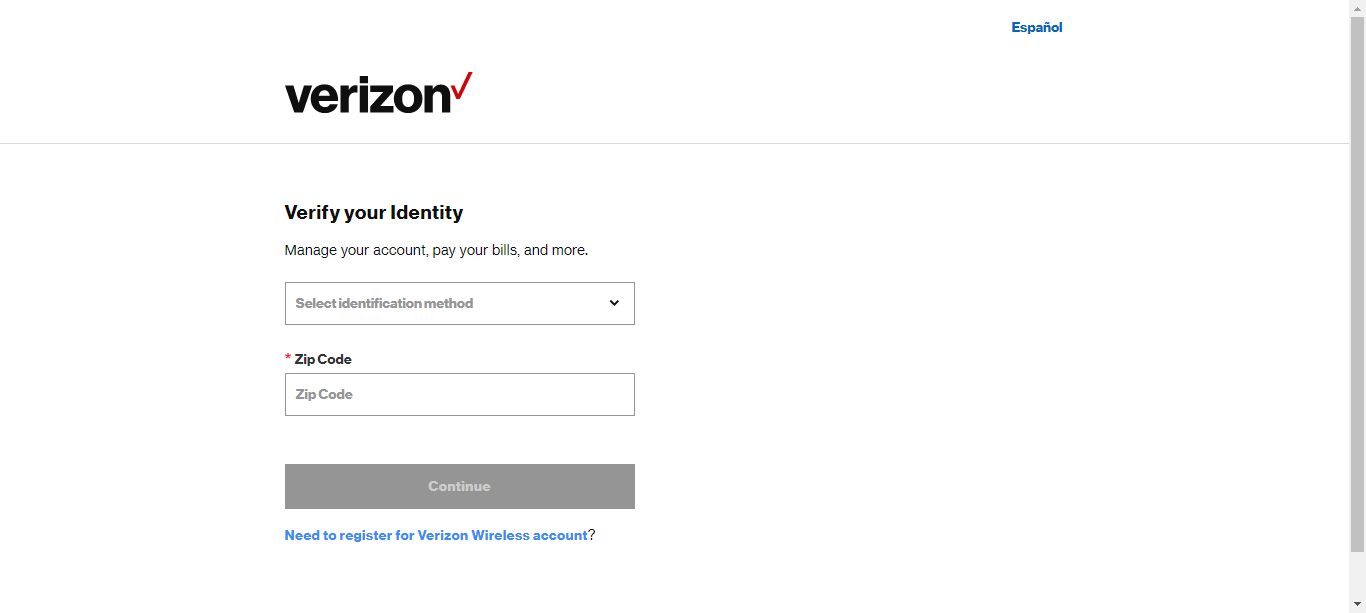 Español
verizon
Verify your Identity
Manage your account, pay your bills, and more.
Select identification method
* Zip Code
Zip Code
Continue
Need to register for Verizon Wireless account?